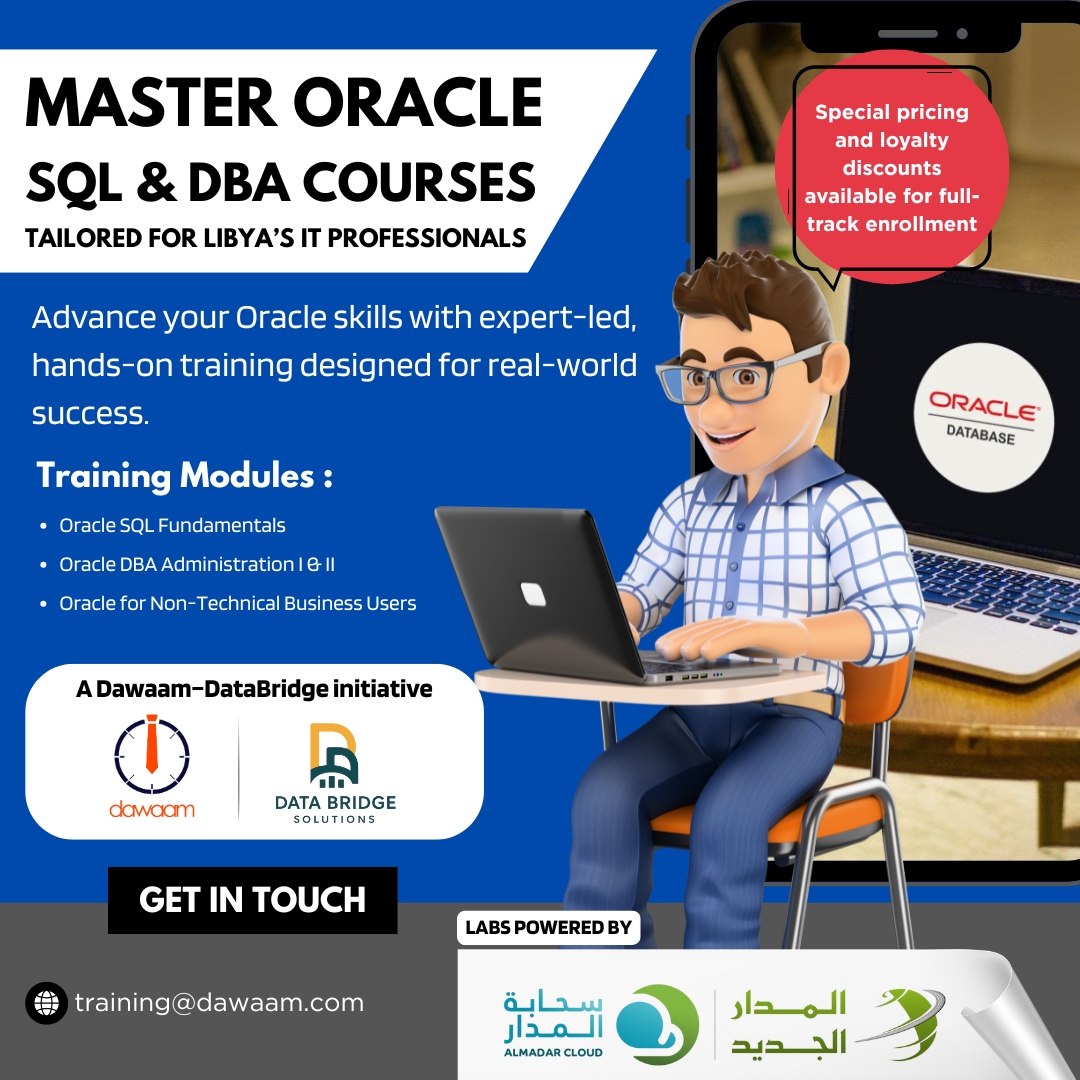 MASTER ORACLE
SQL & DBA COURSES
TAILORED FOR LIBYA'S IT PROFESSIONALS
Special pricing
and loyalty
discounts
available for full-
track enrollment
Advance your Oracle skills with expert-led,
hands-on training designed for real-world
success.
Training Modules :
• Oracle SQL Fundamentals
• Oracle DBA Administration I & II
• Oracle for Non-Technical Business Users
ORACLE®
DATABASE
A Dawaam–DataBridge initiative
dawaam
DATA BRIDGE
SOLUTIONS
GET IN TOUCH
training@dawaam.com
LABS POWERED BY
سحابة
المدار
ALMADAR CLOUD
المدار
الجديد